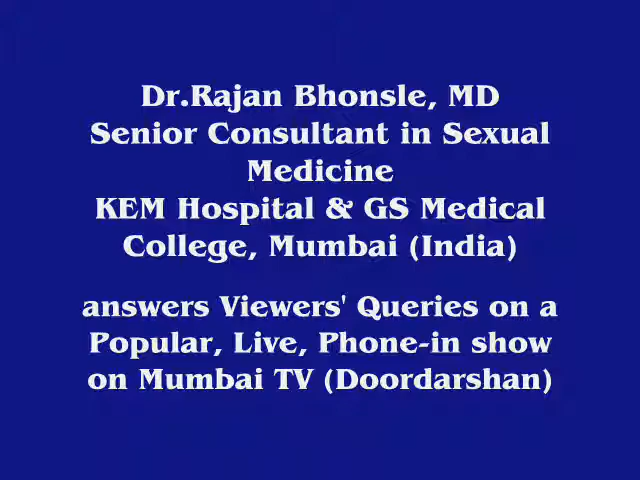 Dr.Rajan Bhonsle, MD
Senior Consultant in Sexual
Medicine
KEM Hospital & GS Medical
College, Mumbai (India)
answers Viewers' Queries on a
Popular, Live, Phone-in show
on Mumbai TV (Doordarshan)